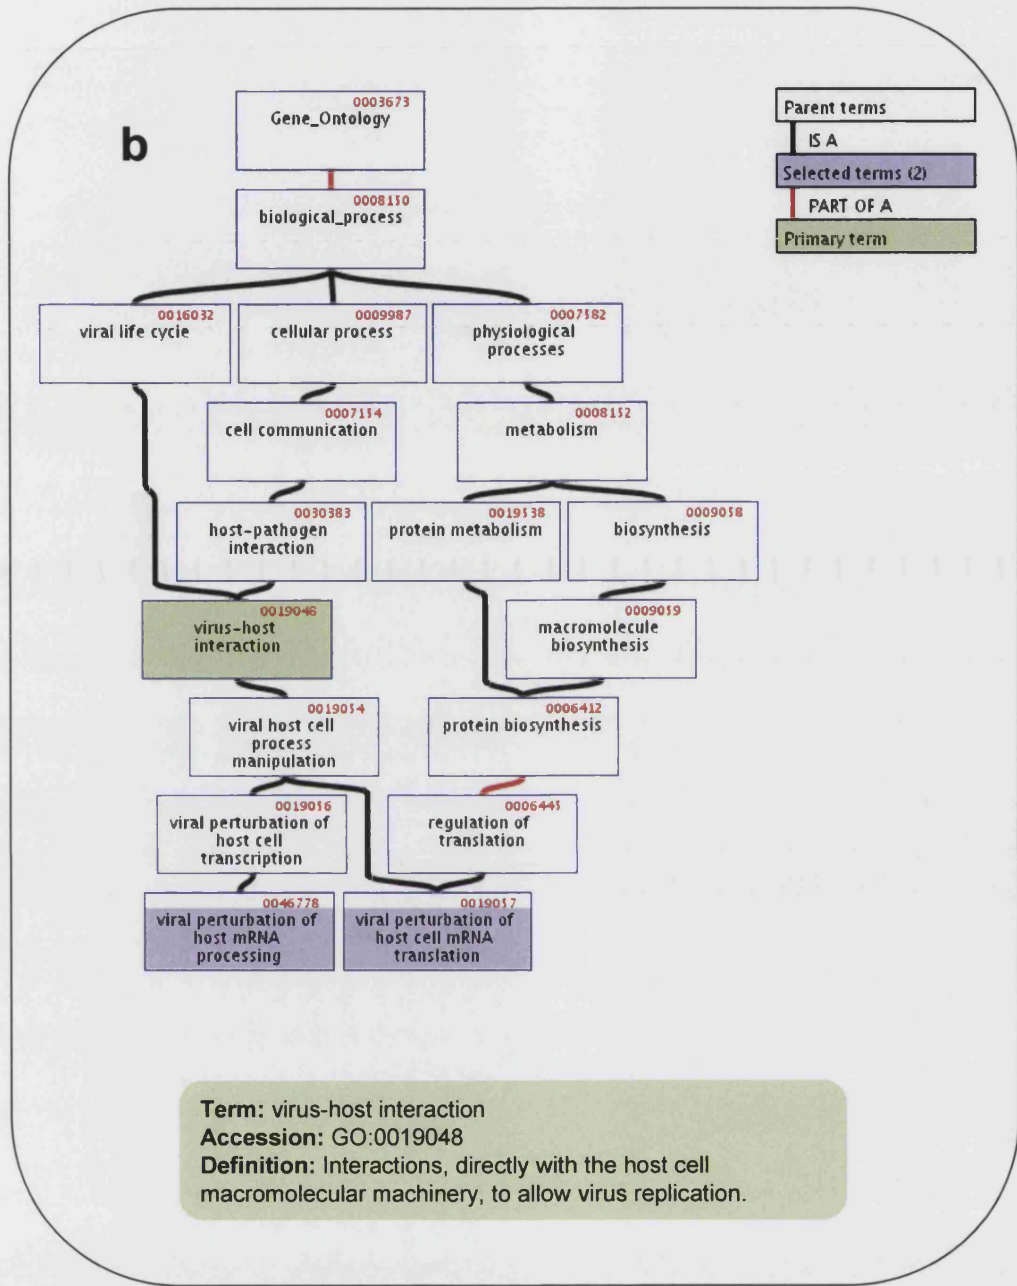 b
0003673
Gene_Ontology
0008150
biological_process
Parent terms
IS A
Selected terms (2)
PART OF A
Primary term
0016032
viral life cycle
0009987
cellular process
0007582
physiological
processes
0007154
cell communication
0008152
metabolism
0030383
host-pathogen
interaction
0019538
protein metabolism
0009058
biosynthesis
0019048
virus-host
interaction
0009059
macromolecule
biosynthesis
0019054
viral host cell
process
manipulation
0006412
protein biosynthesis
0019056
viral perturbation of
host cell
transcription
0006445
regulation of
translation
0046778
viral perturbation of
host mRNA
processing
0019057
viral perturbation of
host cell mRNA
translation
Term: virus-host interaction
Accession: GO:0019048
Definition: Interactions, directly with the host cell
macromolecular machinery, to allow virus replication.